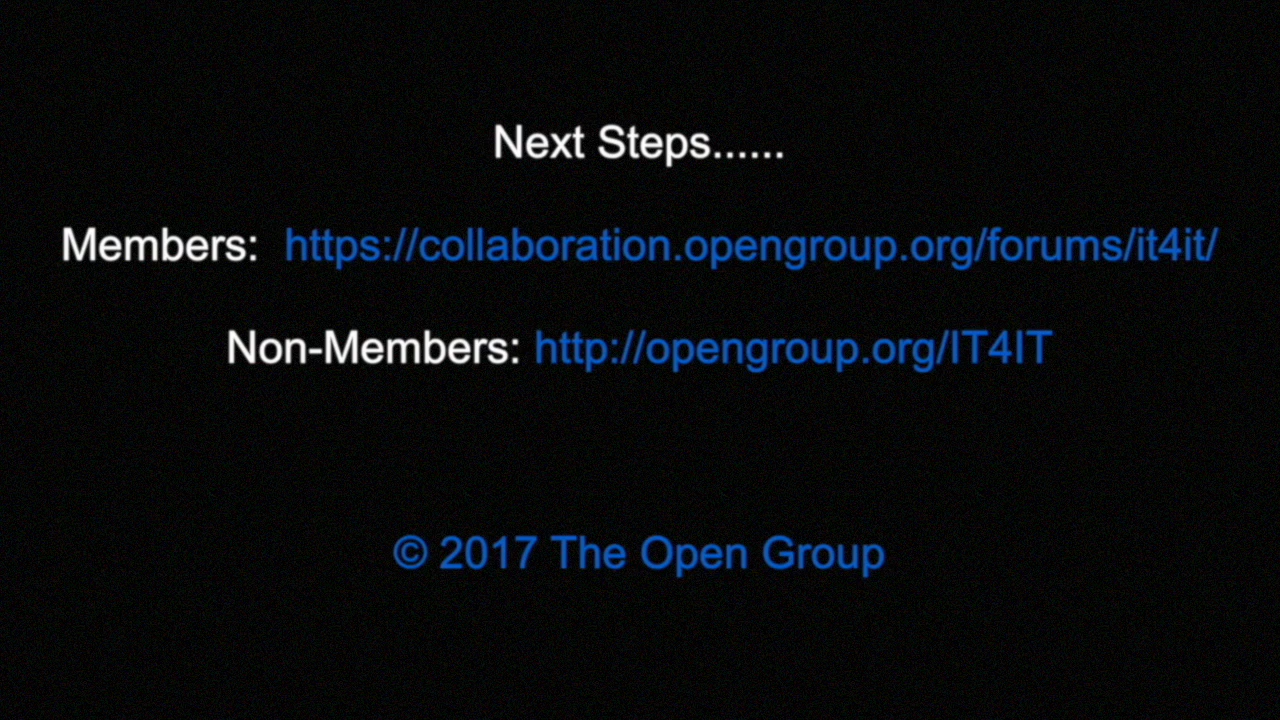 Next Steps......
Members:  https://collaboration.opengroup.org/forums/it4it/
Non-Members: http://opengroup.org/IT4IT
© 2017 The Open Group